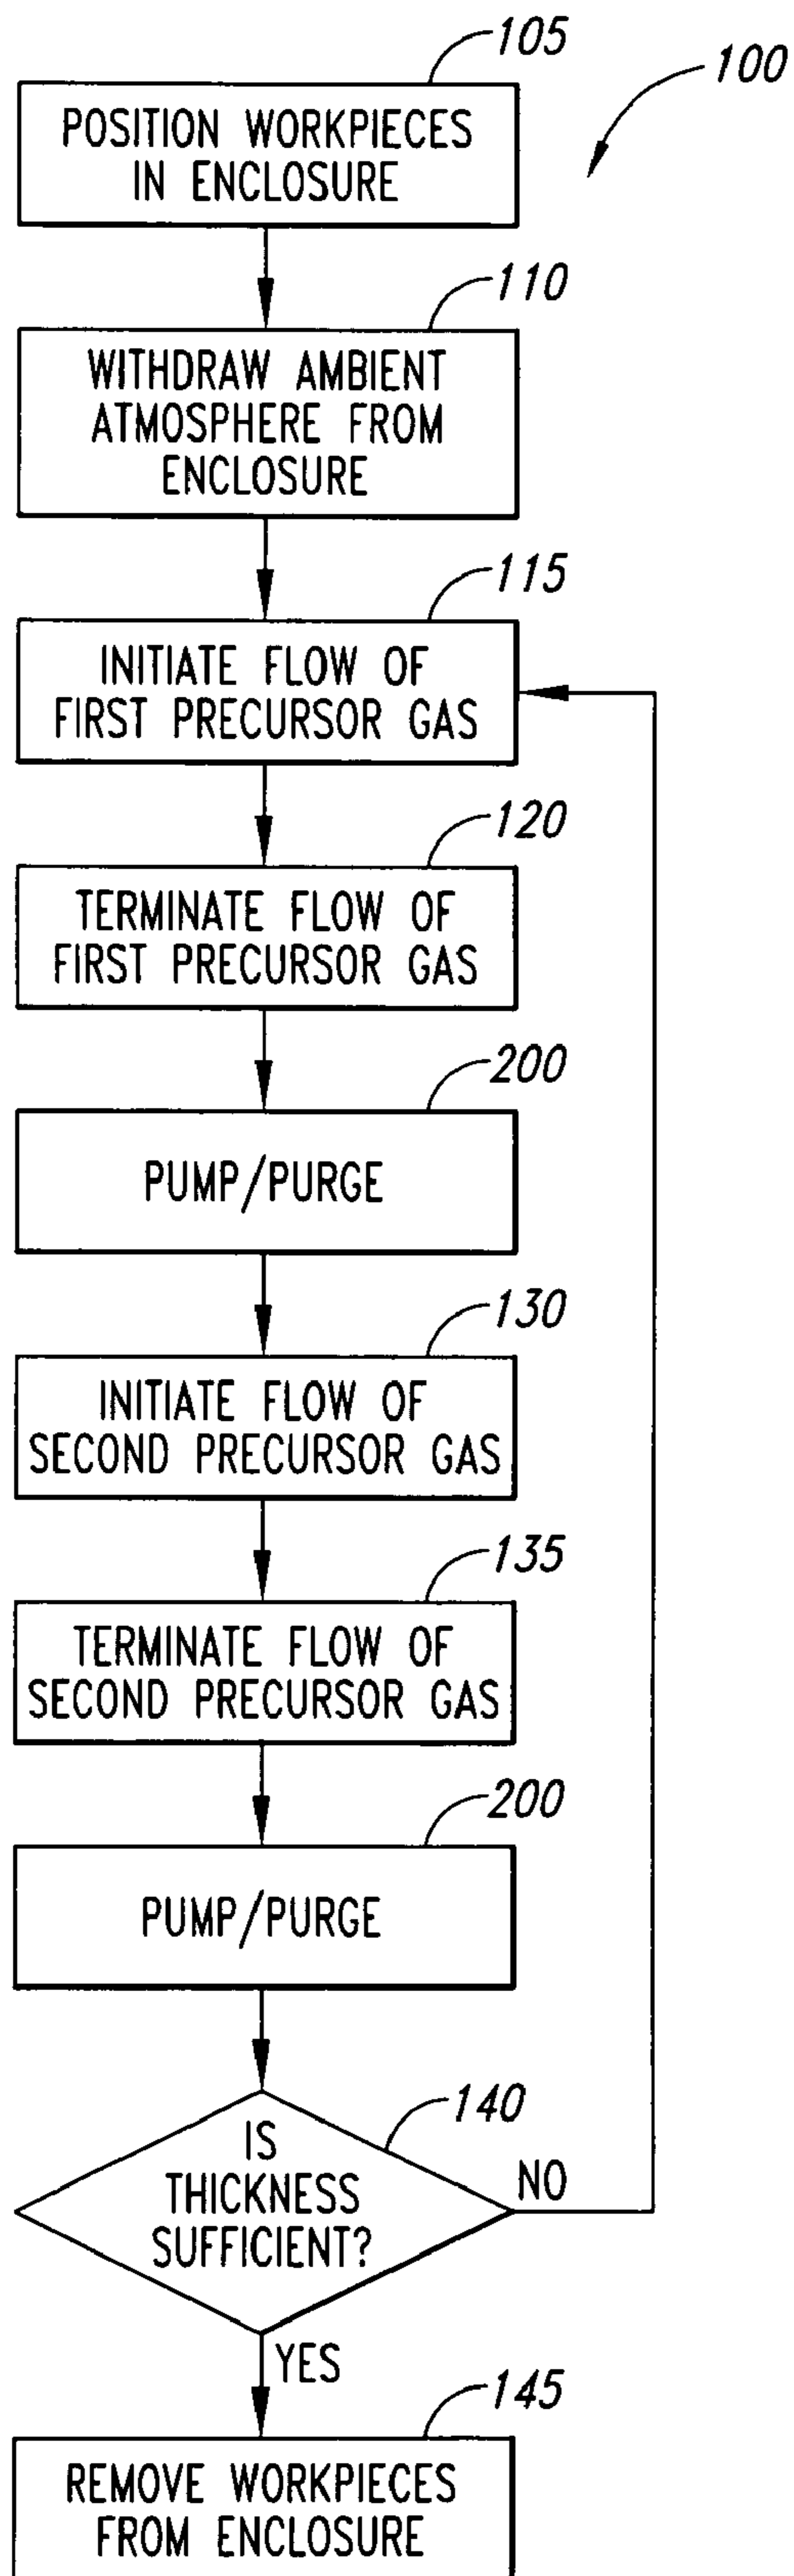 105
100
POSITION WORKPIECES
IN ENCLOSURE
110
WITHDRAW AMBIENT
ATMOSPHERE FROM
ENCLOSURE
115
INITIATE FLOW OF
FIRST PRECURSOR GAS
120
TERMINATE FLOW OF
FIRST PRECURSOR GAS
200
PUMP/PURGE
130
INITIATE FLOW OF
SECOND PRECURSOR GAS
135
TERMINATE FLOW OF
SECOND PRECURSOR GAS
200
PUMP/PURGE
140
IS
THICKNESS
SUFFICIENT?
NO
YES
145
REMOVE WORKPIECES
FROM ENCLOSURE